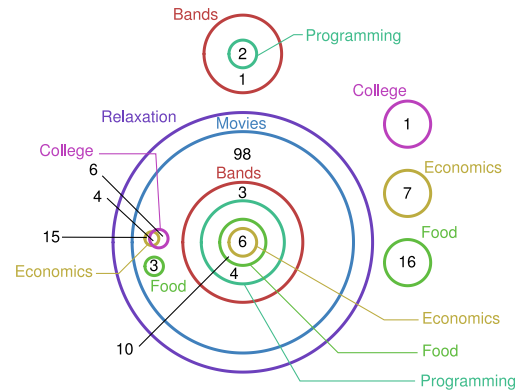 Bands
2
Programming
1
College
1
Relaxation
Movies
98
College
6
Bands
Economics
7
4
3
15
6
Food
16
3
4
Economics
Food
10
Economics
Food
Programming